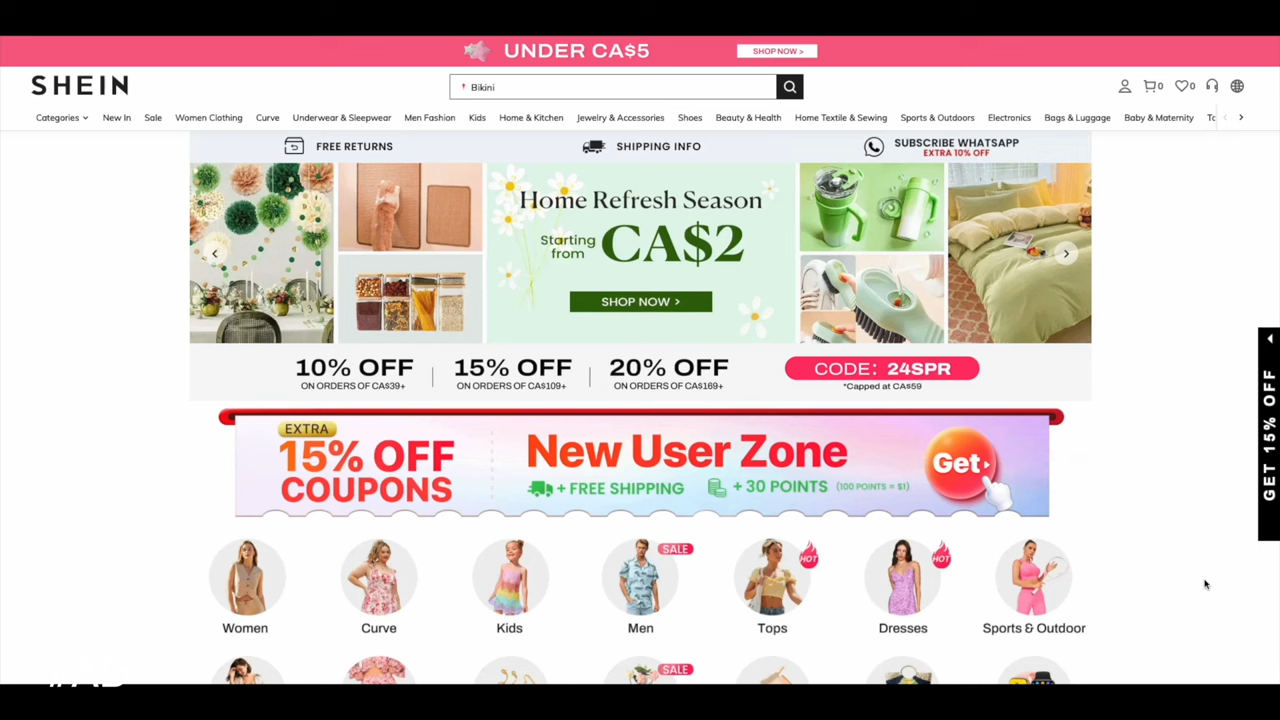 UNDER CA$5
SHOP NOW >
SHEIN
Bikini
0
0
Categories
New In
Sale
Women Clothing
Curve
Underwear & Sleepwear
Men Fashion
Kids
Home & Kitchen
Jewelry & Accessories
Shoes
Beauty & Health
Home Textile & Sewing
Sports & Outdoors
Electronics
Bags & Luggage
Baby & Maternity
FREE RETURNS
SHIPPING INFO
SUBSCRIBE WHATSAPP
EXTRA 10% OFF
Home Refresh Season
Starting
from
CA$2
SHOP NOW >
10% OFF
ON ORDERS OF CA$39+
15% OFF
ON ORDERS OF CA$109+
20% OFF
ON ORDERS OF CA$169+
CODE: 24SPR
*Capped at CA$59
GET 15% OFF
EXTRA
15% OFF
COUPONS
New User Zone
+ FREE SHIPPING
+ 30 POINTS (100 POINTS = $1)
Get
SALE
HOT
HOT
Women
Curve
Kids
Men
Tops
Dresses
Sports & Outdoor
SALE